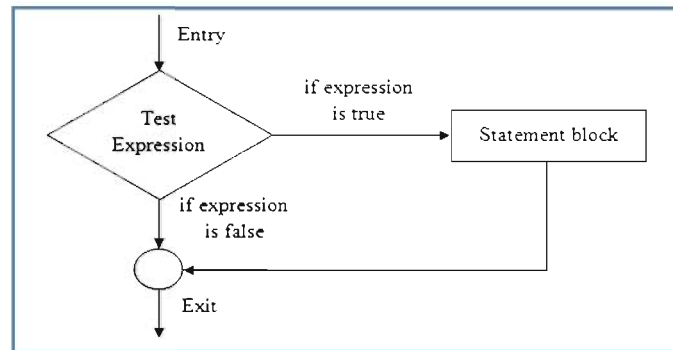 Entry
Test
Expression
if expression
is true
Statement block
if expression
is false
Exit